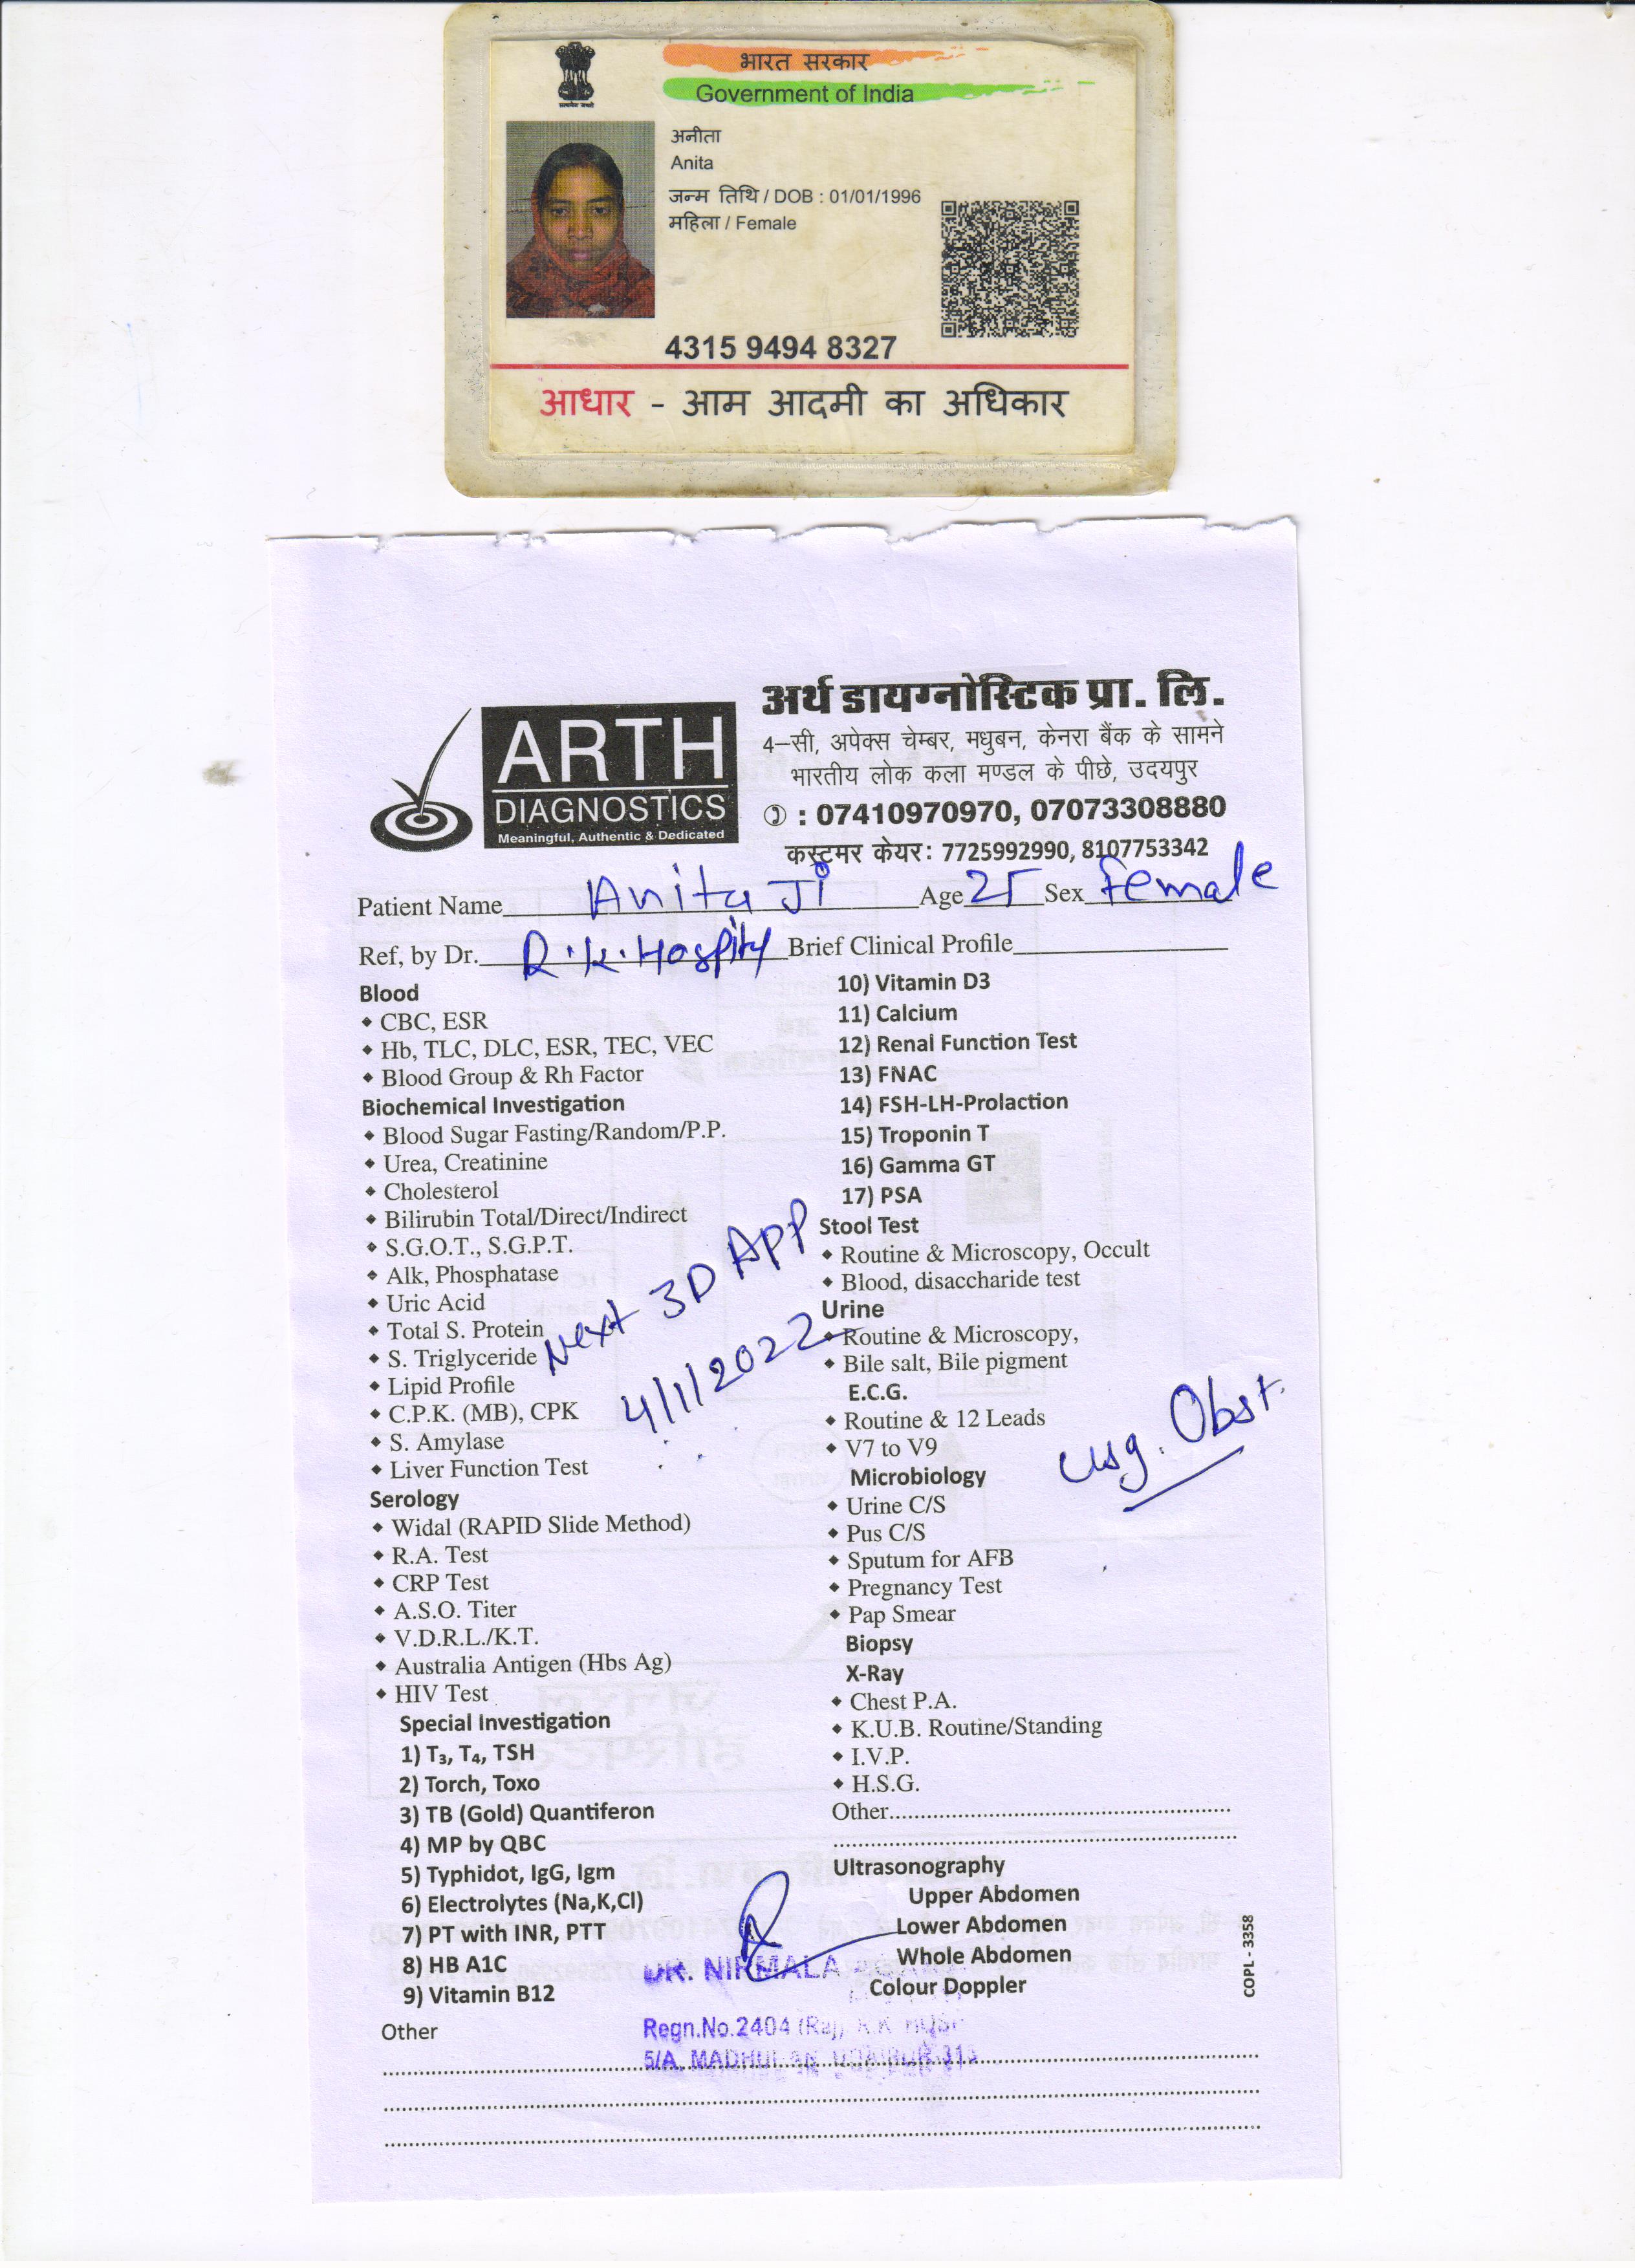 भारत सरकार
Government of India
अनीता
Anita
जन्म तिथि / DOB : 01/01/1996
महिला / Female
4315 9494 8327
आधार - आम आदमी का अधिकार
ARTH
DIAGNOSTICS
Meaningful, Authentic & Dedicated
अर्थ डायग्नोस्टिक प्रा. लि.
4-सी, अपेक्स चेम्बर, मधुबन, केनरा बैंक के सामने
भारतीय लोक कला मण्डल के पीछे, उदयपुर
: 07410970970, 07073308880
कस्टमर केयर: 7725992990, 8107753342
Patient Name Anita Ji Age 25 Sex Female
Ref, by Dr. R.K. Brief Clinical Profile
Blood
CBC, ESR
Hb, TLC, DLC, ESR, TEC, VEC
Blood Group & Rh Factor
Biochemical Investigation
Blood Sugar Fasting/Random/P.P.
Urea, Creatinine
Cholesterol
Bilirubin Total/Direct/Indirect
S.G.O.T., S.G.P.T.
Alk, Phosphatase
Uric Acid
Total S. Protein
S. Triglyceride
Lipid Profile
C.P.K. (MB), CPK
S. Amylase
Liver Function Test
Next 3D APP
4/1/2022
Serology
Widal (RAPID Slide Method)
R.A. Test
CRP Test
A.S.O. Titer
V.D.R.L./K.T.
Australia Antigen (Hbs Ag)
HIV Test
Special Investigation
1) T3, T4, TSH
2) Torch, Toxo
3) TB (Gold) Quantiferon
4) MP by QBC
5) Typhidot, IgG, Igm
6) Electrolytes (Na,K,Cl)
7) PT with INR, PTT
8) HB A1C
9) Vitamin B12
Other
10) Vitamin D3
11) Calcium
12) Renal Function Test
13) FNAC
14) FSH-LH-Prolaction
15) Troponin T
16) Gamma GT
17) PSA
Stool Test
Routine & Microscopy, Occult
Blood, disaccharide test
Urine
Routine & Microscopy,
Bile salt, Bile pigment
E.C.G.
Routine & 12 Leads
V7 to V9
Usg. Obst.
Microbiology
Urine C/S
Pus C/S
Sputum for AFB
Pregnancy Test
Pap Smear
Biopsy
X-Ray
Chest P.A.
K.U.B. Routine/Standing
I.V.P.
H.S.G.
Other
Ultrasonography
Upper Abdomen
Lower Abdomen
Whole Abdomen
Colour Doppler
COPL - 3358
DR. NIRMALA
Regn.No.2404 (Raj)
5/A,